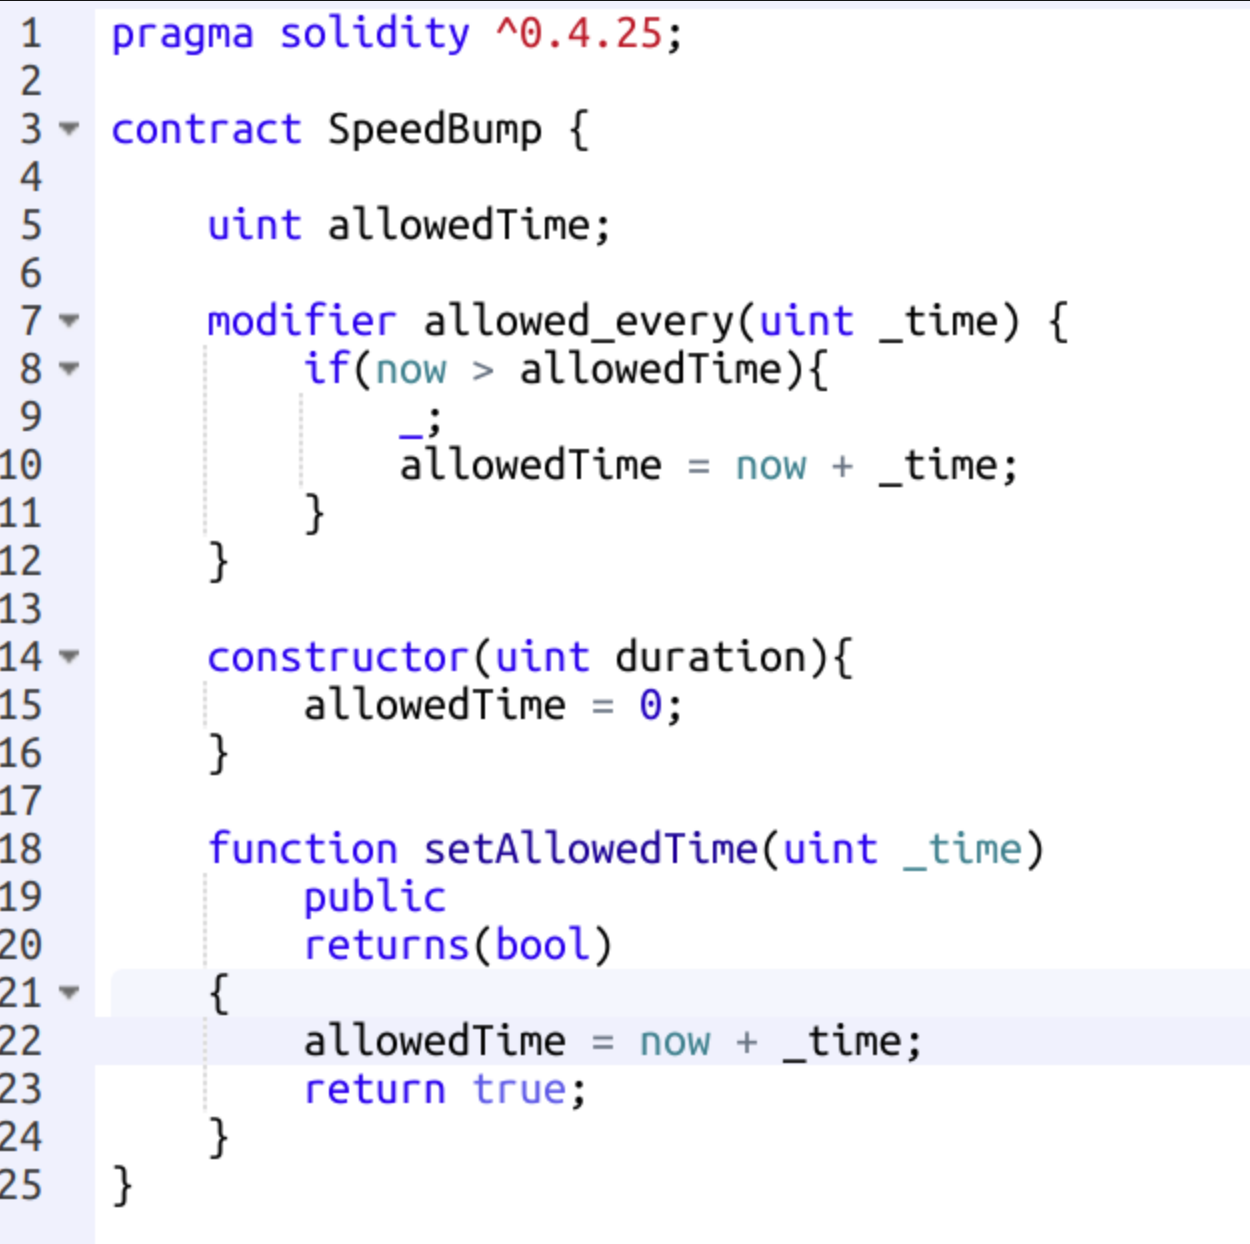 1 pragma solidity ^0.4.25;
2
3 contract SpeedBump {
4
5 uint allowedTime;
6
7 modifier allowed_every(uint _time) {
8 if(now > allowedTime){
9 _;
10 allowedTime = now + _time;
11 }
12 }
13
14 constructor(uint duration){
15 allowedTime = 0;
16 }
17
18 function setAllowedTime(uint _time)
19 public
20 returns(bool)
21 {
22 allowedTime = now + _time;
23 return true;
24 }
25 }